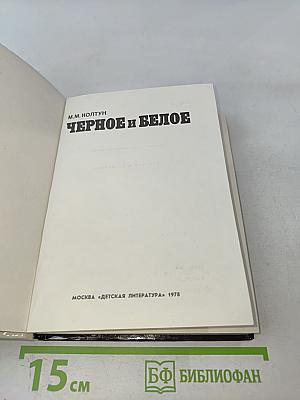 М.М. КОЛТУН
ЧЕРНОЕ и БЕЛОЕ
МОСКВА «ДЕТСКАЯ ЛИТЕРАТУРА» 1978
15 см
БФ БИБЛИОФАН